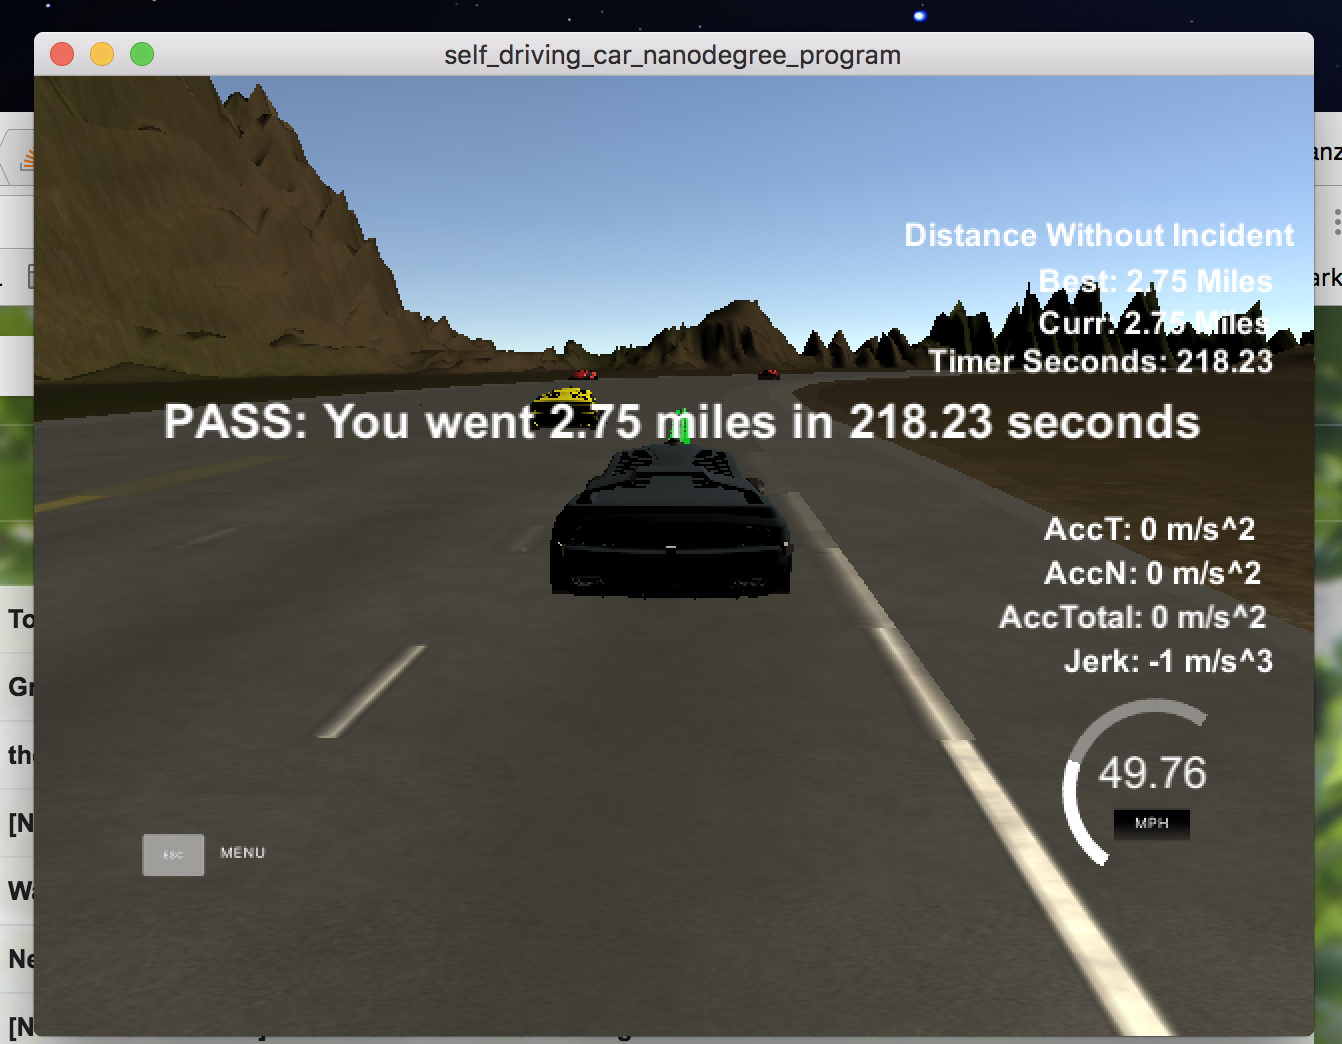 self_driving_car_nanodegree_program
Distance Without Incident
Best: 2.75 Miles
Curr: 2.75 Miles
Timer Seconds: 218.23
PASS: You went 2.75 miles in 218.23 seconds
AccT: 0 m/s^2
AccN: 0 m/s^2
AccTotal: 0 m/s^2
Jerk: -1 m/s^3
49.76
MPH
ESC MENU